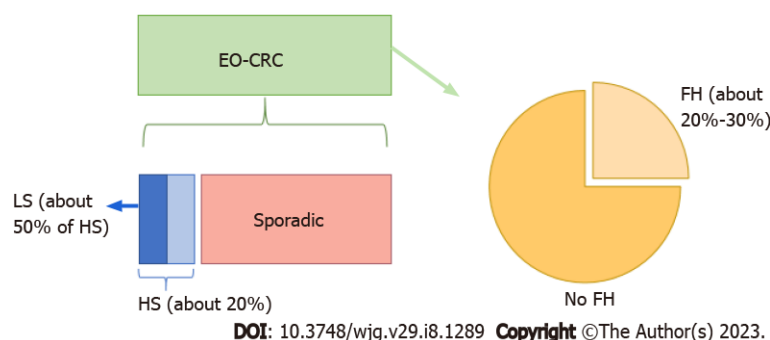 EO-CRC
FH (about
20%-30%)
LS (about
50% of HS)
Sporadic
HS (about 20%)
No FH
DOI: 10.3748/wjg.v29.i8.1289 Copyright ©The Author(s) 2023.